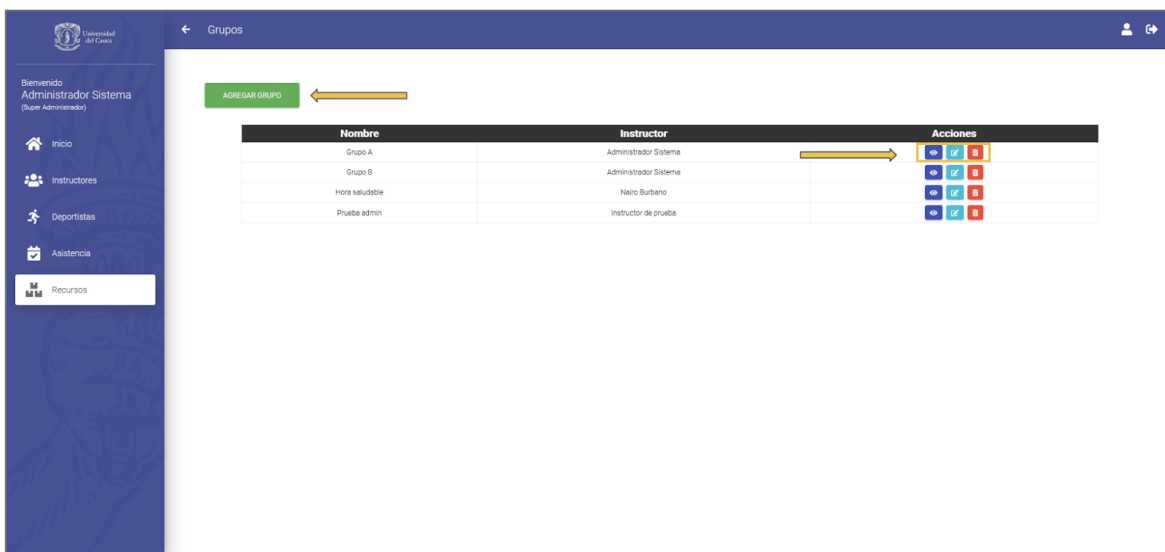 Universidad
del Cauca
Grupos
Bienvenido
Administrador Sistema
(Super Administrador)
Inicio
Instructores
Deportistas
Asistencia
Recursos
AGREGAR GRUPO
Nombre Instructor Acciones
Grupo A Administrador Sistema
Grupo B Administrador Sistema
Hora saludable Nairo Burbano
Prueba admin Instructor de prueba